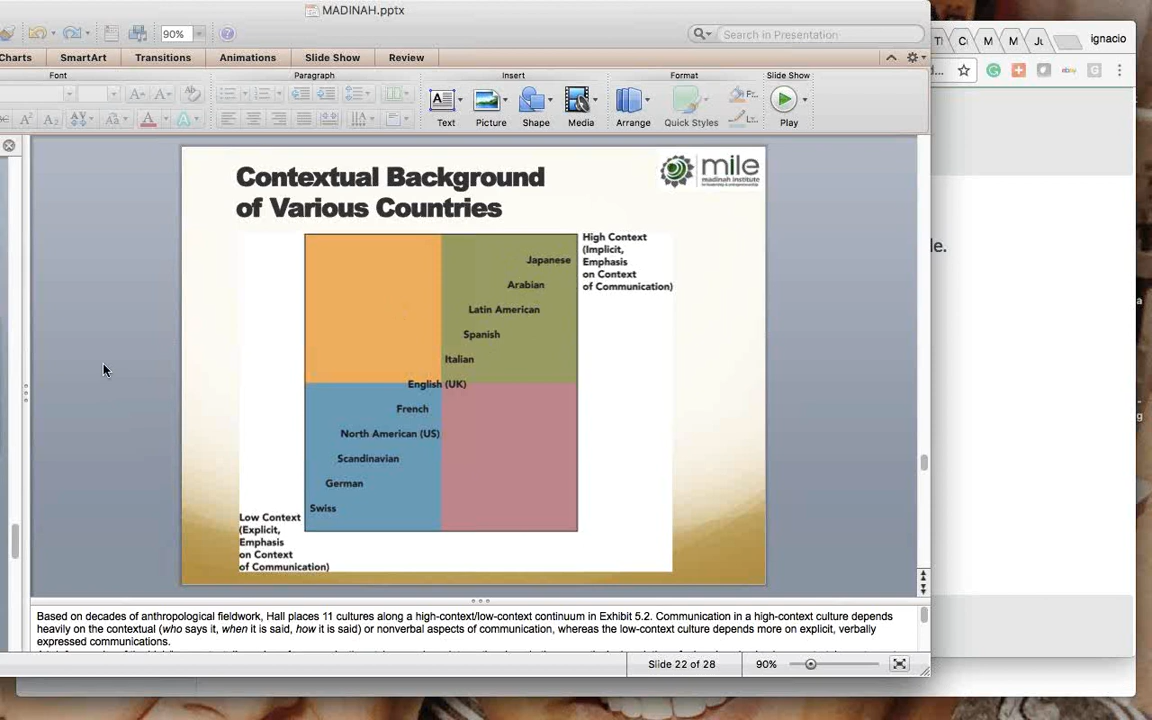 MADINAH.pptx
90%
Search in Presentation
ignacio
Charts SmartArt Transitions Animations Slide Show Review
Font Paragraph Insert Format Slide Show
Text Picture Shape Media Arrange Quick Styles Play
Contextual Background
of Various Countries
mile
madinah institute
for leadership & entrepreneurship
High Context
(Implicit,
Emphasis
on Context
of Communication)
Japanese
Arabian
Latin American
Spanish
Italian
English (UK)
French
North American (US)
Scandinavian
German
Swiss
Low Context
(Explicit,
Emphasis
on Context
of Communication)
Based on decades of anthropological fieldwork, Hall places 11 cultures along a high-context/low-context continuum in Exhibit 5.2. Communication in a high-context culture depends
heavily on the contextual (who says it, when it is said, how it is said) or nonverbal aspects of communication, whereas the low-context culture depends more on explicit, verbally
expressed communications.
Slide 22 of 28 90%